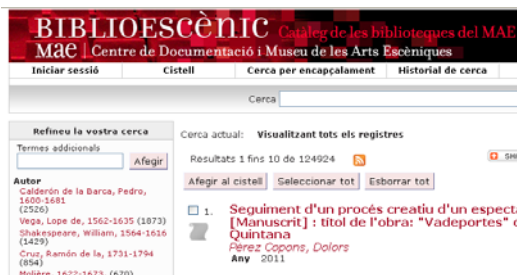 BIBLIOESCèNIC Catàleg de les biblioteques del MAE
Mae Centre de Documentació i Museu de les Arts Escèniques
Iniciar sessió Cistell Cerca per encapçalament Historial de cerca
Cerca
Refineu la vostra cerca
Termes addicionals
Afegir
Autor
Calderón de la Barca, Pedro,
1600-1681
(2526)
Vega, Lope de, 1562-1635 (1873)
Shakespeare, William, 1564-1616
(1429)
Cruz, Ramón de la, 1731-1794
(854)
Molière, 1622-1673 (670)
Cerca actual: Visualitzant tots els registres
Resultats 1 fins 10 de 124924
Afegir al cistell Seleccionar tot Esborrar tot
1. Seguiment d'un procés creatiu d'un especta
[Manuscrit] : títol de l'obra: "Vadeportes"
Quintana
Pérez Copons, Dolors
Any 2011